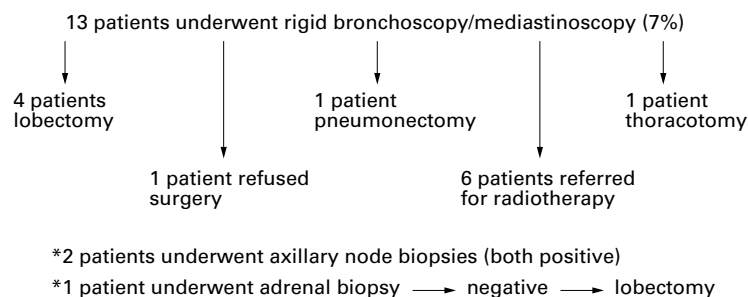 13 patients underwent rigid bronchoscopy/mediastinoscopy (7%)
4 patients
lobectomy
1 patient
pneumonectomy
1 patient
thoracotomy
1 patient refused
surgery
6 patients referred
for radiotherapy
*2 patients underwent axillary node biopsies (both positive)
*1 patient underwent adrenal biopsy → negative → lobectomy